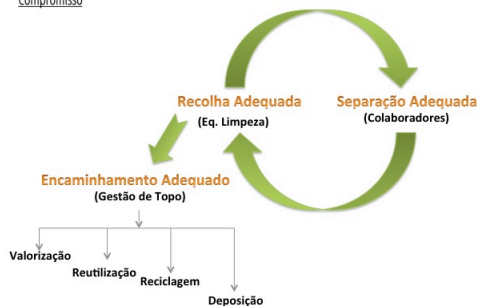 Compromisso
Recolha Adequada
(Eq. Limpeza)
Separação Adequada
(Colaboradores)
Encaminhamento Adequado
(Gestão de Topo)
Valorização
Reutilização
Reciclagem
Deposição